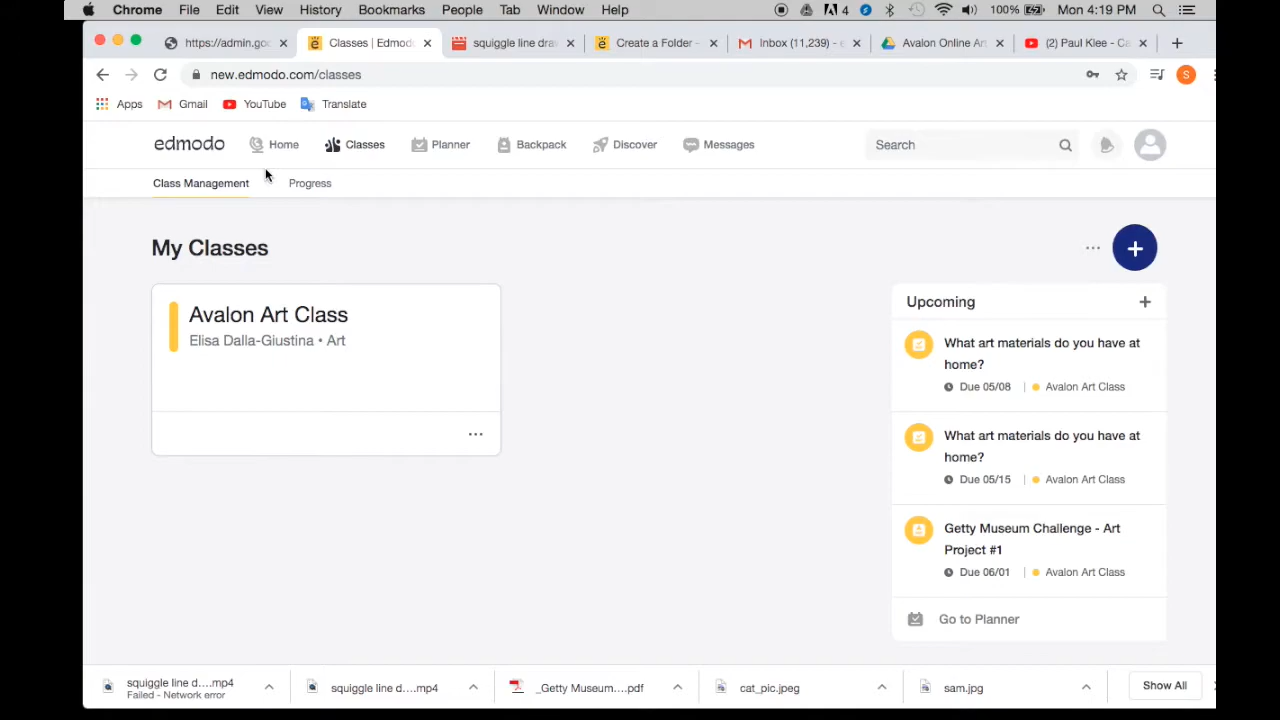 Chrome File Edit View History Bookmarks People Tab Window Help 4 100% Mon 4:19 PM
https://admin.goo Classes | Edmod squiggle line draw Create a Folder - Inbox (11,239) - e Avalon Online Art (2) Paul Klee - Ca
new.edmodo.com/classes S
Apps Gmail YouTube Translate
edmodo Home Classes Planner Backpack Discover Messages Search
Class Management Progress
My Classes
Avalon Art Class
Elisa Dalla-Giustina • Art
Upcoming
What art materials do you have at
home?
Due 05/08 | Avalon Art Class
What art materials do you have at
home?
Due 05/15 | Avalon Art Class
Getty Museum Challenge - Art
Project #1
Due 06/01 | Avalon Art Class
Go to Planner
squiggle line d....mp4
Failed - Network error
squiggle line d....mp4
_Getty Museum....pdf
cat_pic.jpeg
sam.jpg
Show All